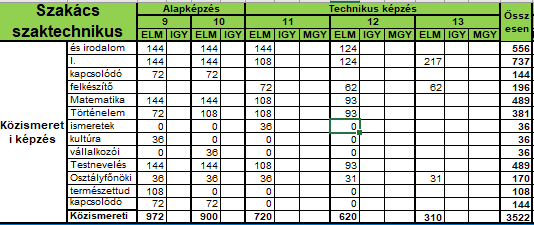 Szakács szaktechnikus Alapképzés Technikus képzés Össz esen
9 10 11 12 13
ELM IGY ELM IGY ELM IGY MGY ELM IGY MGY ELM IGY MGY
Közismeret i képzés
és irodalom 144 144 144 124 556
I. 144 144 108 124 217 737
kapcsolódó 72 72 144
felkészítő 72 62 62 196
Matematika 144 144 108 93 489
Történelem 72 108 108 93 381
ismeretek 0 0 36 0 36
kultúra 36 0 0 0 36
vállalkozói 0 36 0 0 36
Testnevelés 144 144 108 93 489
Osztályfőnöki 36 36 36 31 31 170
természettud 108 0 0 0 108
kapcsolódó 72 72 0 0 144
Közismereti 972 900 720 620 310 3522